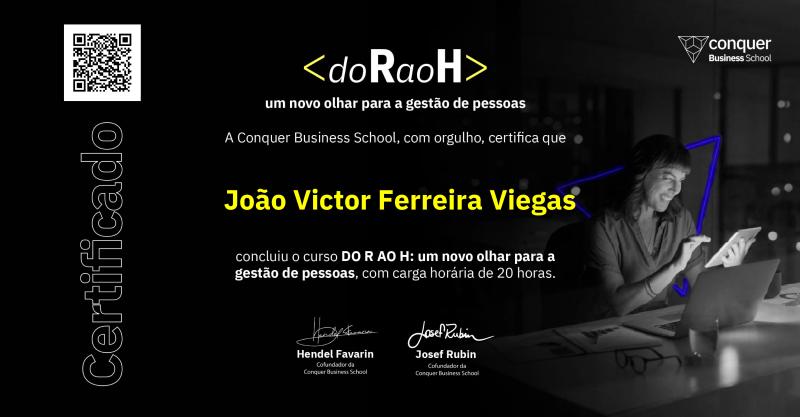 <doRaoH>
um novo olhar para a gestão de pessoas
conquer
Business School
Certificado
A Conquer Business School, com orgulho, certifica que
João Victor Ferreira Viegas
concluiu o curso DO R AO H: um novo olhar para a
gestão de pessoas, com carga horária de 20 horas.
Hendel Favarin
Cofundador da
Conquer Business School
Josef Rubin
Josef Rubin
Cofundador da
Conquer Business School